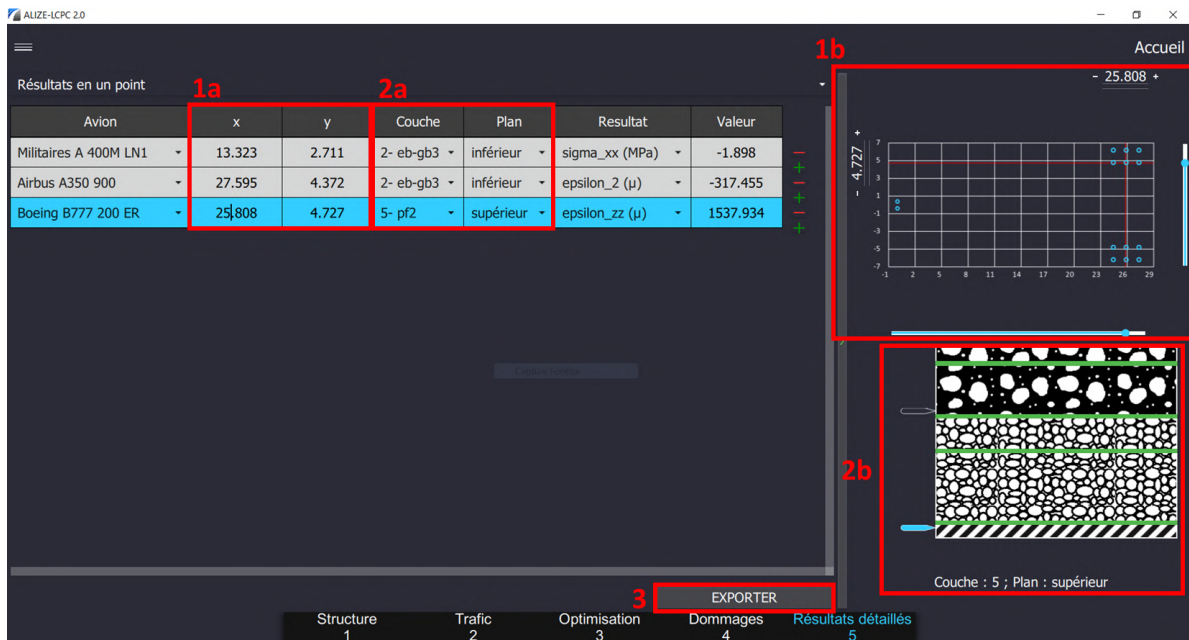 ALIZE-LCPC 2.0
Accueil
Résultats en un point
1a
2a
1b
Avion x y Couche Plan Resultat Valeur
Militaires A 400M LN1 13.323 2.711 2- eb-gb3 inférieur sigma_xx (MPa) -1.898 −
+
Airbus A350 900 27.595 4.372 2- eb-gb3 inférieur epsilon_2 (µ) -317.455 −
+
Boeing B777 200 ER 25.808 4.727 5- pf2 supérieur epsilon_zz (µ) 1537.934 −
+
- 25.808 +
- 4.727 +
7
5
3
1
-1
-3
-5
-7
-1 2 5 8 11 14 17 20 23 26 29
2b
Couche : 5 ; Plan : supérieur
3
EXPORTER
Structure Trafic Optimisation Dommages Résultats détaillés
1 2 3 4 5